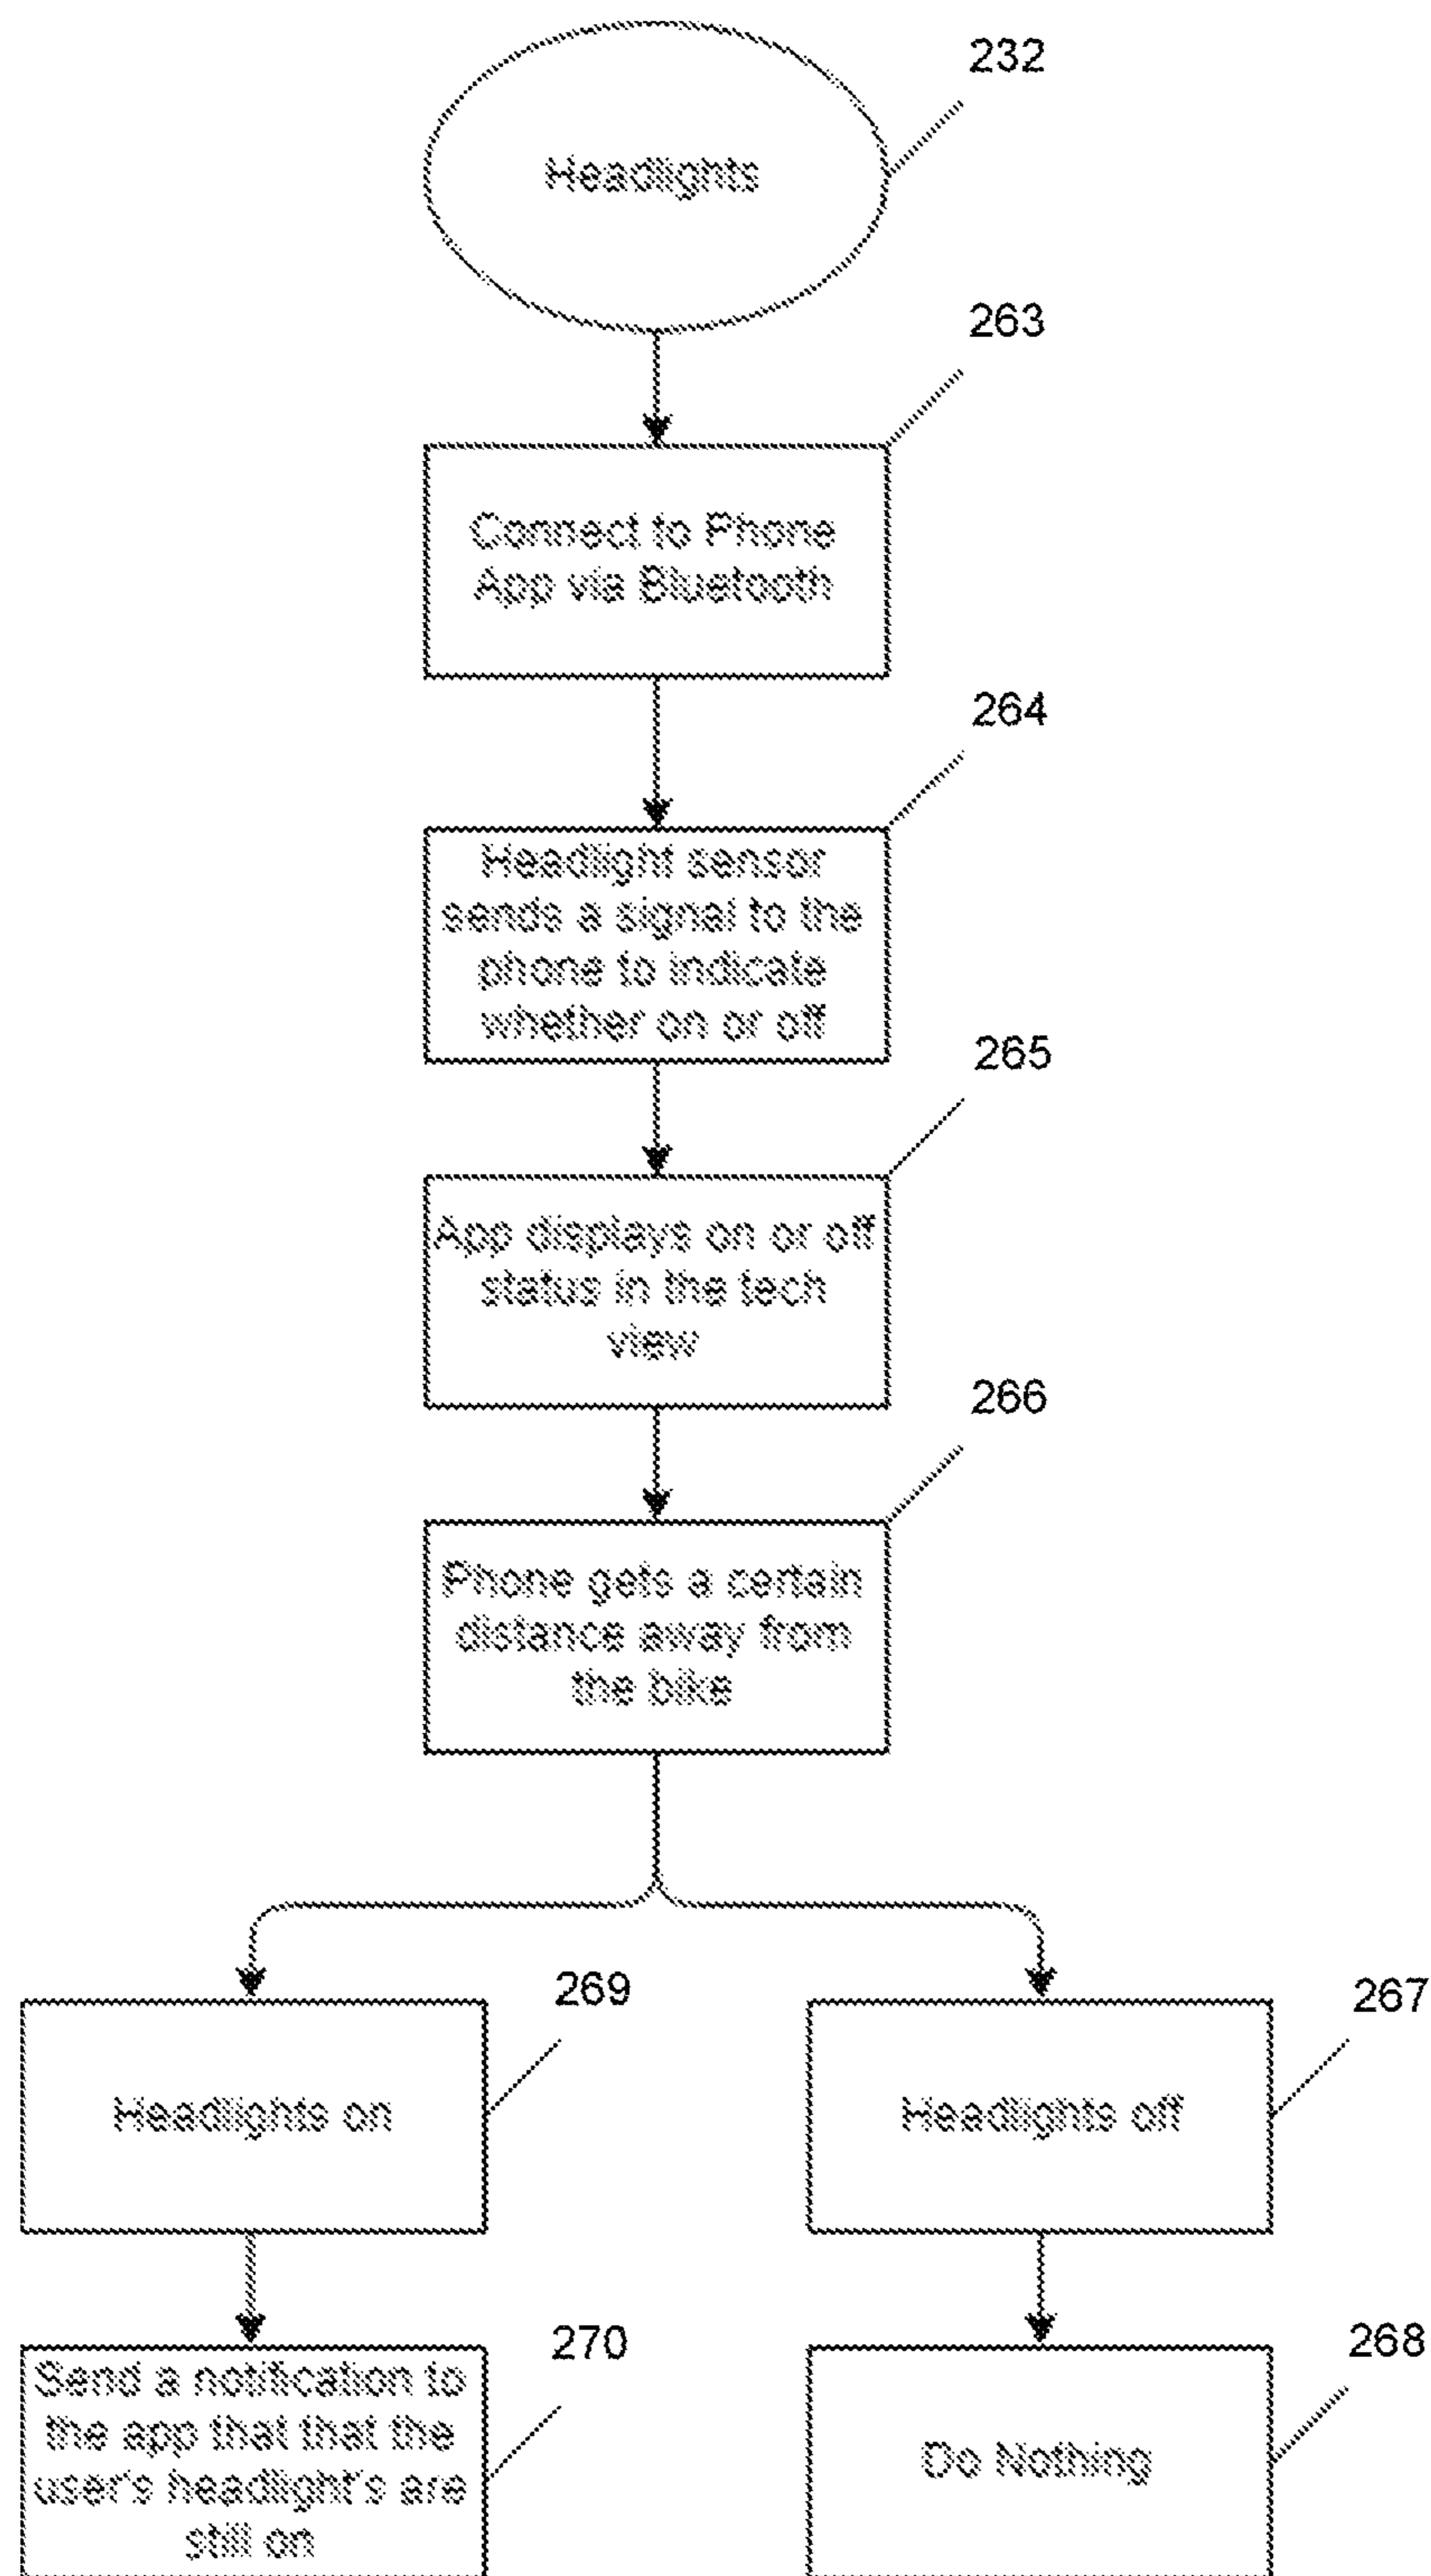 232
Headlights
263
Connect to Phone
App via Bluetooth
264
Headlight sensor
sends a signal to the
phone to indicate
whether on or off
265
App displays on or off
status in the tech
view
266
Phone gets a certain
distance away from
the bike
269
Headlights on
267
Headlights off
270
Send a notification to
the app that that the
user's headlight's are
still on
268
Do Nothing